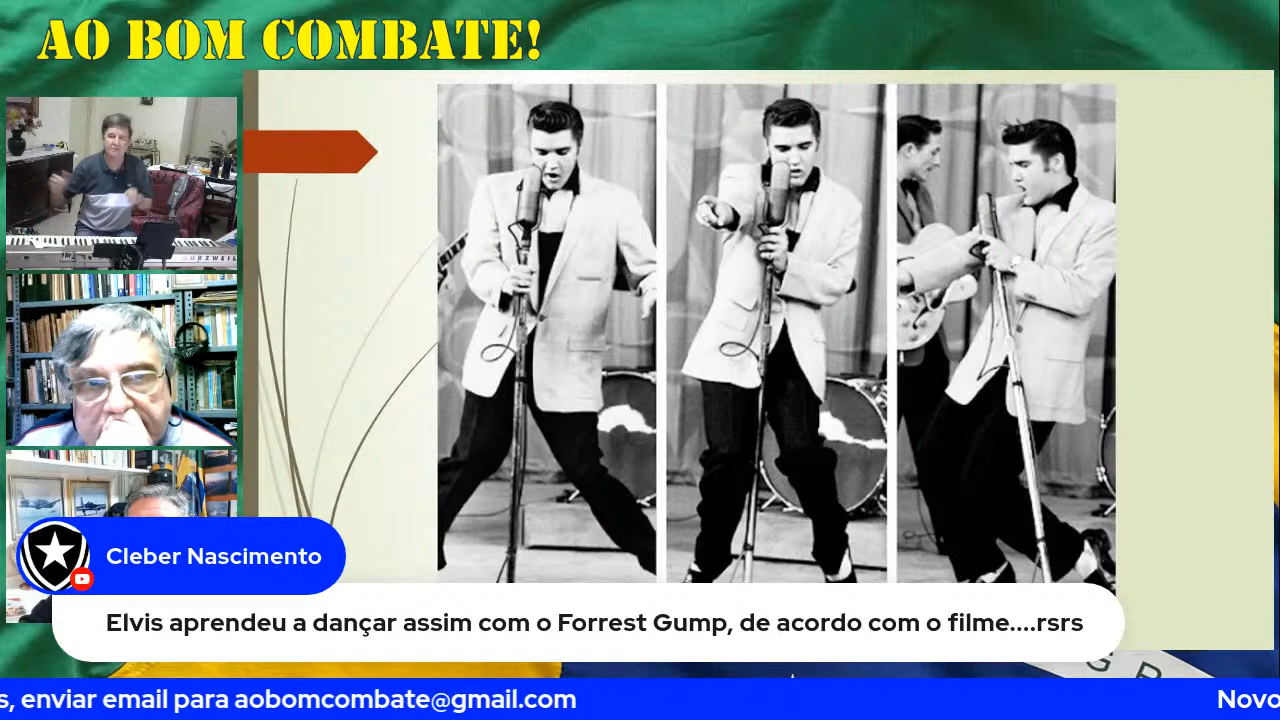 AO BOM COMBATE!
KURZWEIL
Cleber Nascimento
Elvis aprendeu a dançar assim com o Forrest Gump, de acordo com o filme....rsrs
s, enviar email para aobomcombate@gmail.com
Novo